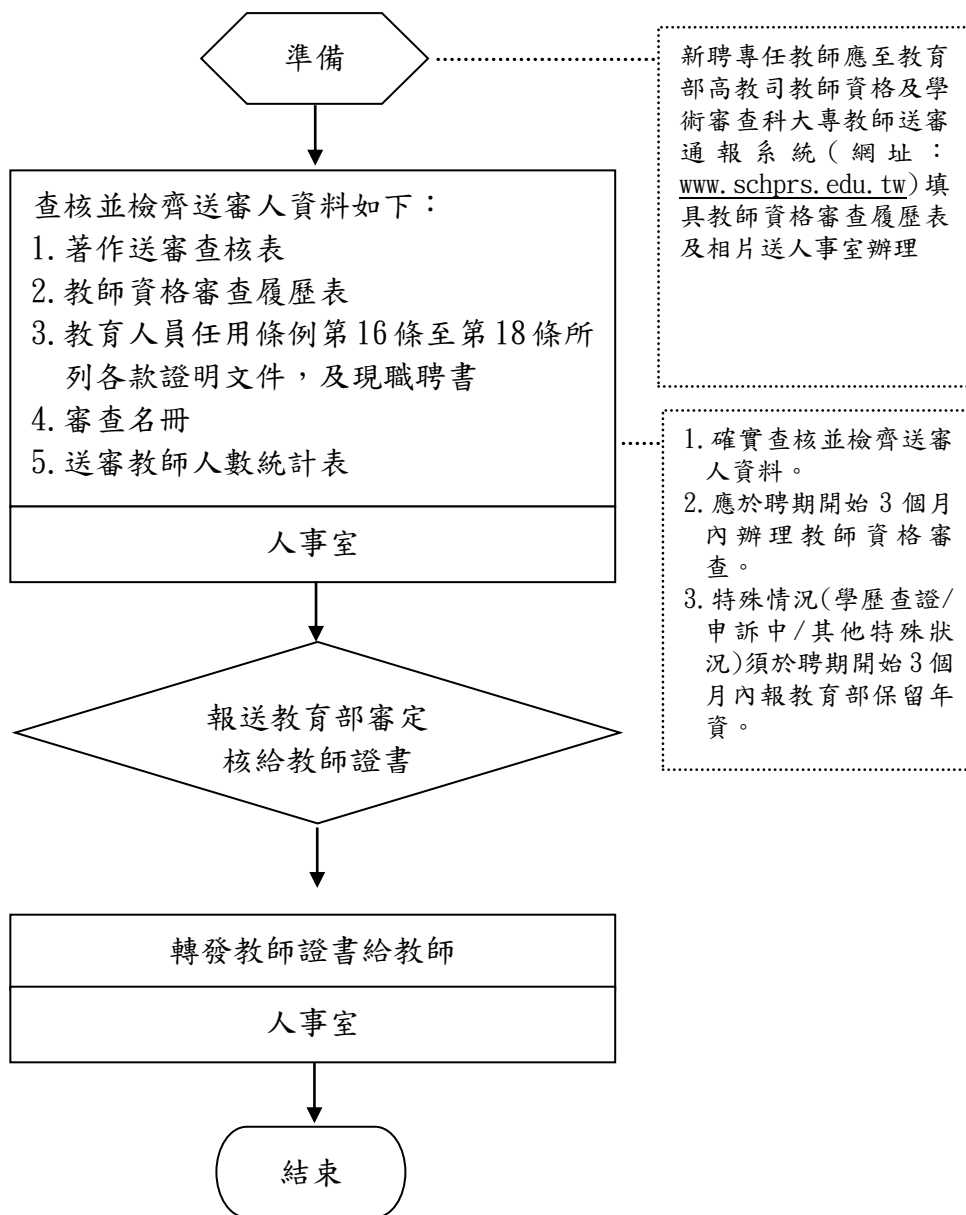 準備
新聘專任教師應至教育
部高教司教師資格及學
術審查科大專教師送審
通報系統(網址：
www.schprs.edu.tw)填
具教師資格審查履歷表
及相片送人事室辦理
查核並檢齊送審人資料如下：
1.著作送審查核表
2.教師資格審查履歷表
3.教育人員任用條例第16條至第18條所
列各款證明文件，及現職聘書
4.審查名冊
5.送審教師人數統計表
人事室
1.確實查核並檢齊送審
人資料。
2.應於聘期開始3個月
內辦理教師資格審
查。
3.特殊情況(學歷查證/
申訴中/其他特殊狀
況)須於聘期開始3個
月內報教育部保留年
資。
報送教育部審定
核給教師證書
轉發教師證書給教師
人事室
結束